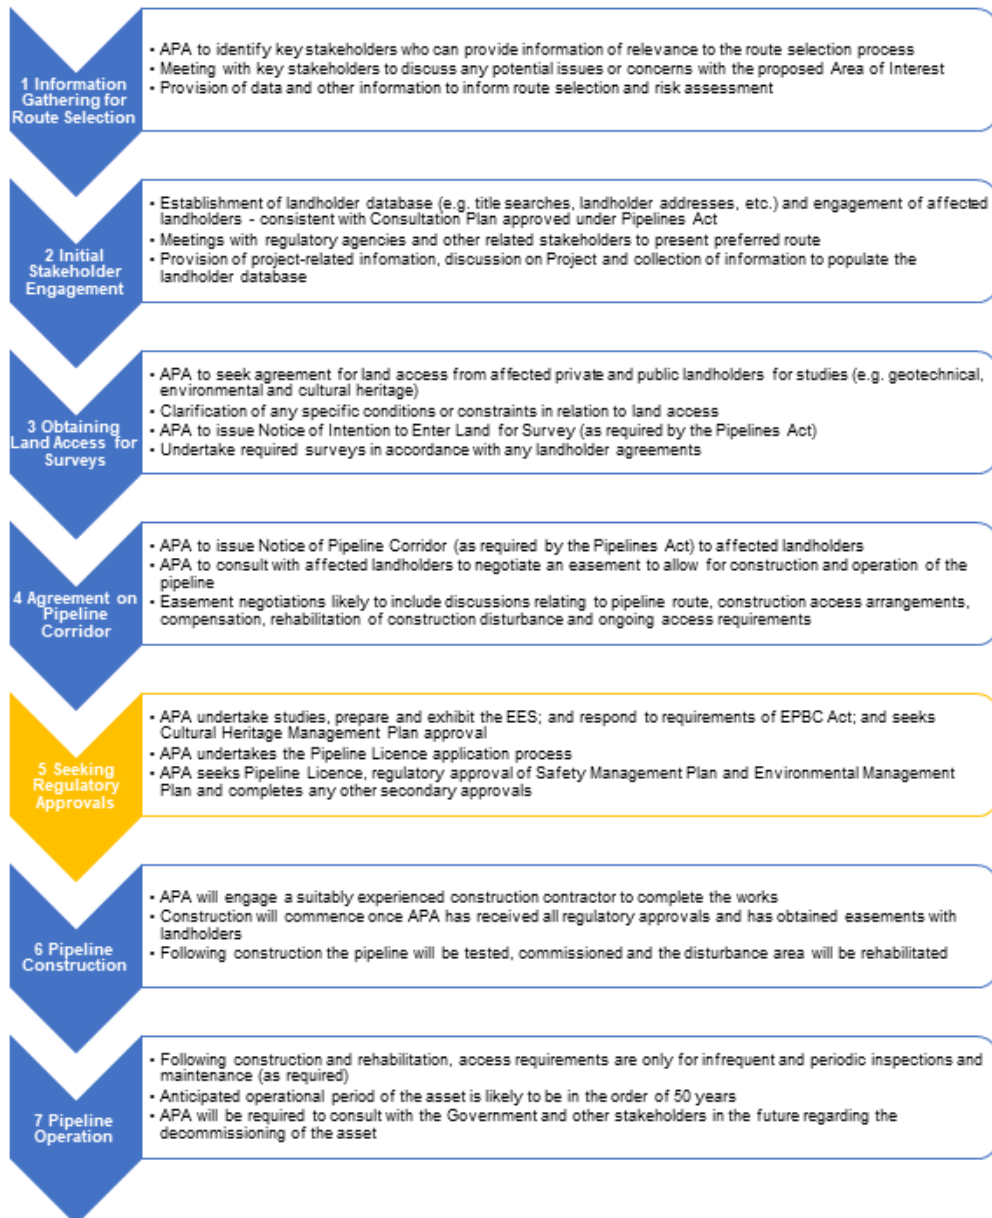 1 Information
Gathering for
Route Selection
▪ APA to identify key stakeholders who can provide information of relevance to the route selection process
▪ Meeting with key stakeholders to discuss any potential issues or concerns with the proposed Area of Interest
▪ Provision of data and other information to inform route selection and risk assessment
2 Initial
Stakeholder
Engagement
▪ Establishment of landholder database (e.g. title searches, landholder addresses, etc.) and engagement of affected
landholders - consistent with Consultation Plan approved under Pipelines Act
▪ Meetings with regulatory agencies and other related stakeholders to present preferred route
▪ Provision of project-related infomation, discussion on Project and collection of information to populate the
landholder database
3 Obtaining
Land Access for
Surveys
▪ APA to seek agreement for land access from affected private and public landholders for studies (e.g. geotechnical,
environmental and cultural heritage)
▪ Clarification of any specific conditions or constraints in relation to land access
▪ APA to issue Notice of Intention to Enter Land for Survey (as required by the Pipelines Act)
▪ Undertake required surveys in accordance with any landholder agreements
4 Agreement on
Pipeline
Corridor
▪ APA to issue Notice of Pipeline Corridor (as required by the Pipelines Act) to affected landholders
▪ APA to consult with affected landholders to negotiate an easement to allow for construction and operation of the
pipeline
▪ Easement negotiations likely to include discussions relating to pipeline route, construction access arrangements,
compensation, rehabilitation of construction disturbance and ongoing access requirements
5 Seeking
Regulatory
Approvals
▪ APA undertake studies, prepare and exhibit the EES; and respond to requirements of EPBC Act; and seeks
Cultural Heritage Management Plan approval
▪ APA undertakes the Pipeline Licence application process
▪ APA seeks Pipeline Licence, regulatory approval of Safety Management Plan and Environmental Management
Plan and completes any other secondary approvals
6 Pipeline
Construction
▪ APA will engage a suitably experienced construction contractor to complete the works
▪ Construction will commence once APA has received all regulatory approvals and has obtained easements with
landholders
▪ Following construction the pipeline will be tested, commissioned and the disturbance area will be rehabilitated
7 Pipeline
Operation
▪ Following construction and rehabilitation, access requirements are only for infrequent and periodic inspections and
maintenance (as required)
▪ Anticipated operational period of the asset is likely to be in the order of 50 years
▪ APA will be required to consult with the Government and other stakeholders in the future regarding the
decommissioning of the asset